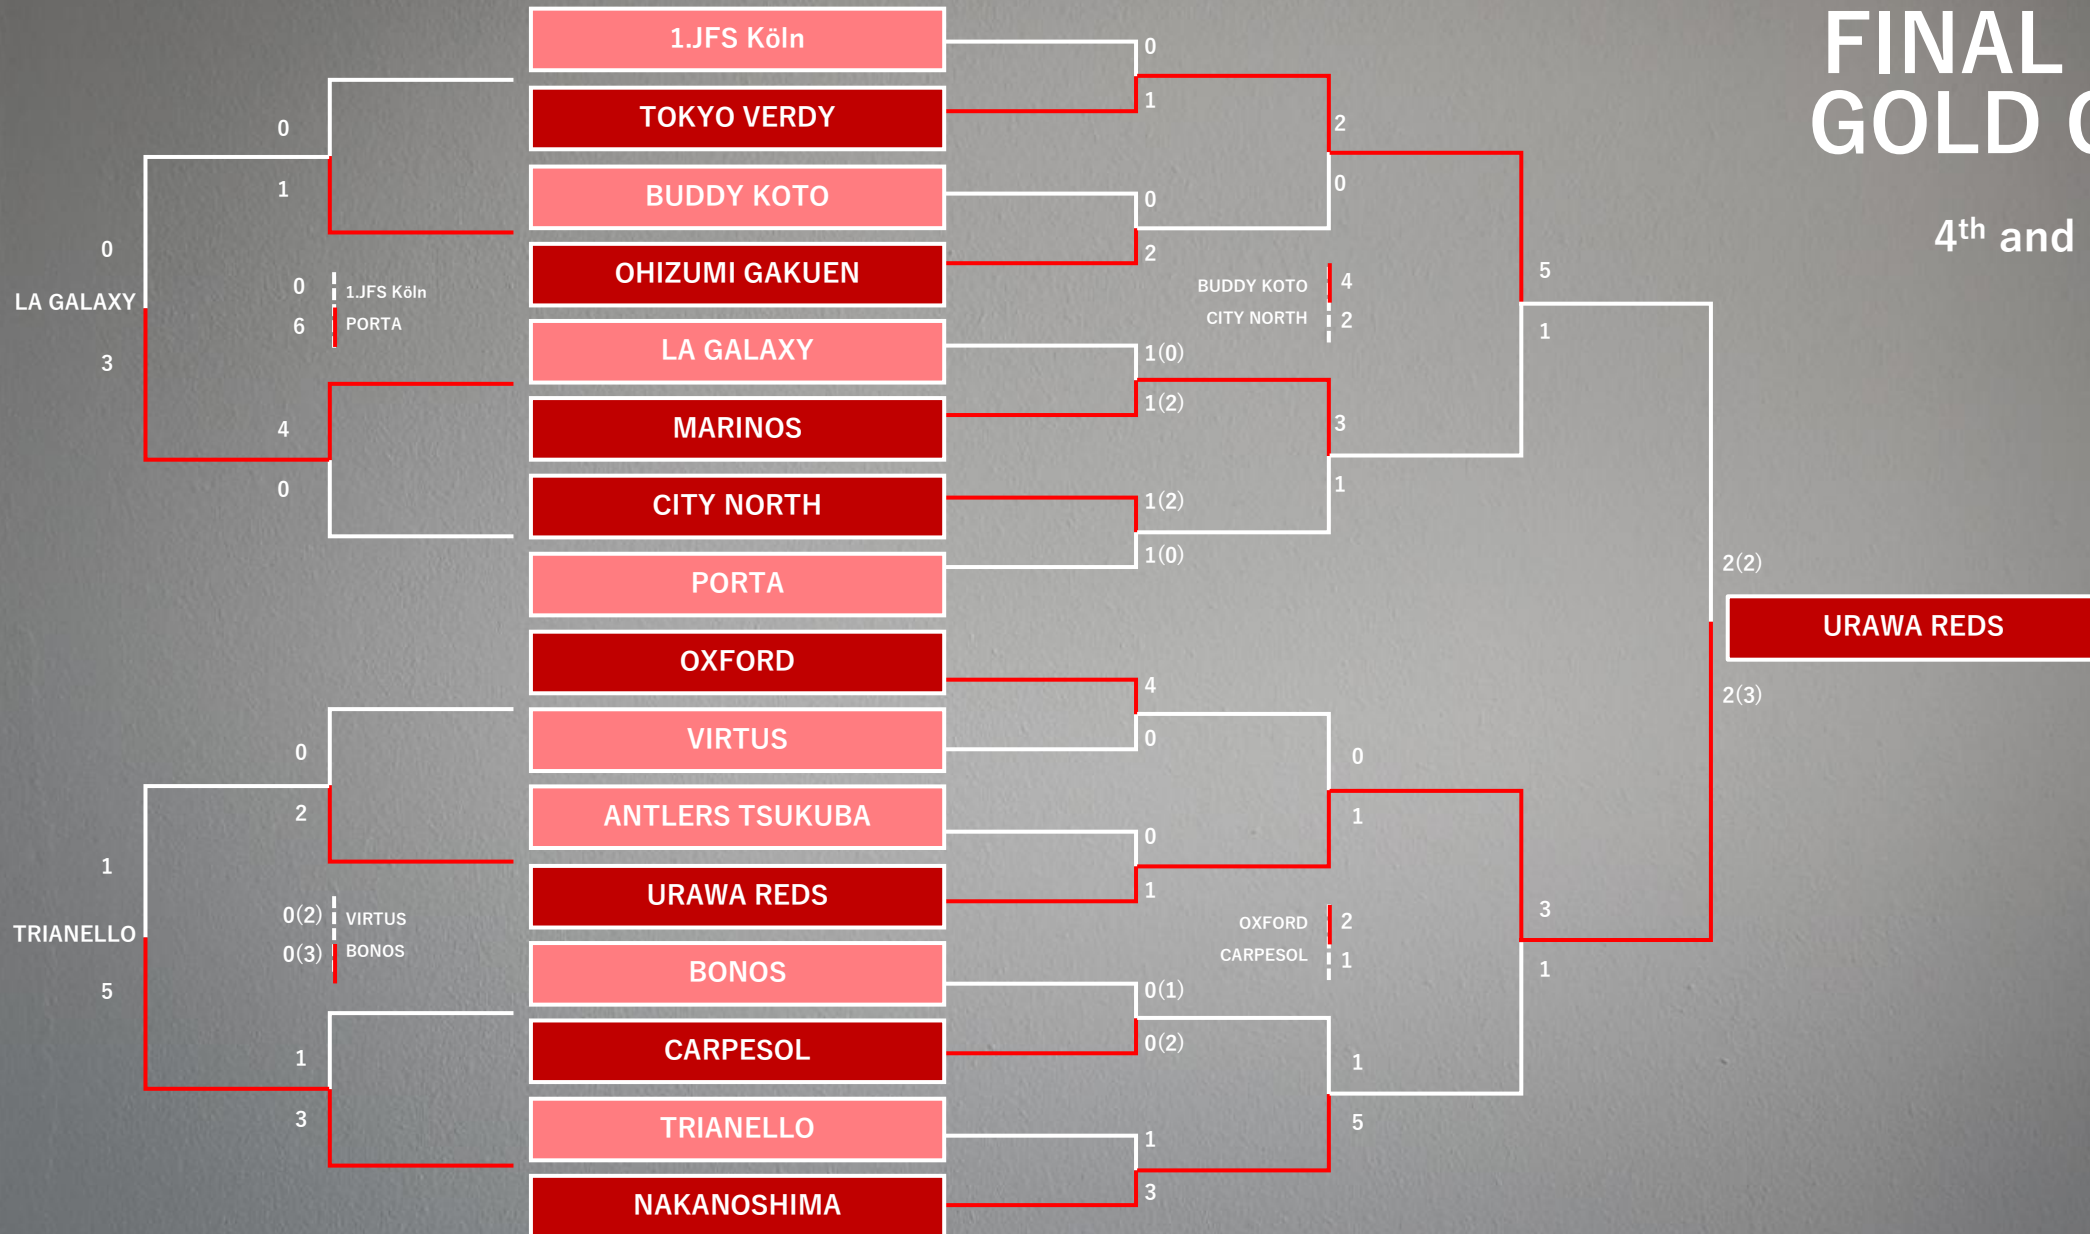 FINAL
GOLD
4th and
1.JFS Köln
TOKYO VERDY
BUDDY KOTO
OHIZUMI GAKUEN
LA GALAXY
MARINOS
CITY NORTH
PORTA
OXFORD
VIRTUS
ANTLERS TSUKUBA
URAWA REDS
BONOS
CARPESOL
TRIANELLO
NAKANOSHIMA
0
1
0
3
LA GALAXY
0
1.JFS Köln
6
PORTA
4
0
0
2
1
5
TRIANELLO
0(2)
VIRTUS
0(3)
BONOS
1
3
0
1
0
2
1(0)
1(2)
1(2)
1(0)
4
0
0
1
0(1)
0(2)
1
3
2
0
BUDDY KOTO
4
CITY NORTH
2
3
1
0
1
OXFORD
2
CARPESOL
1
1
5
5
1
3
1
2(2)
2(3)
URAWA REDS